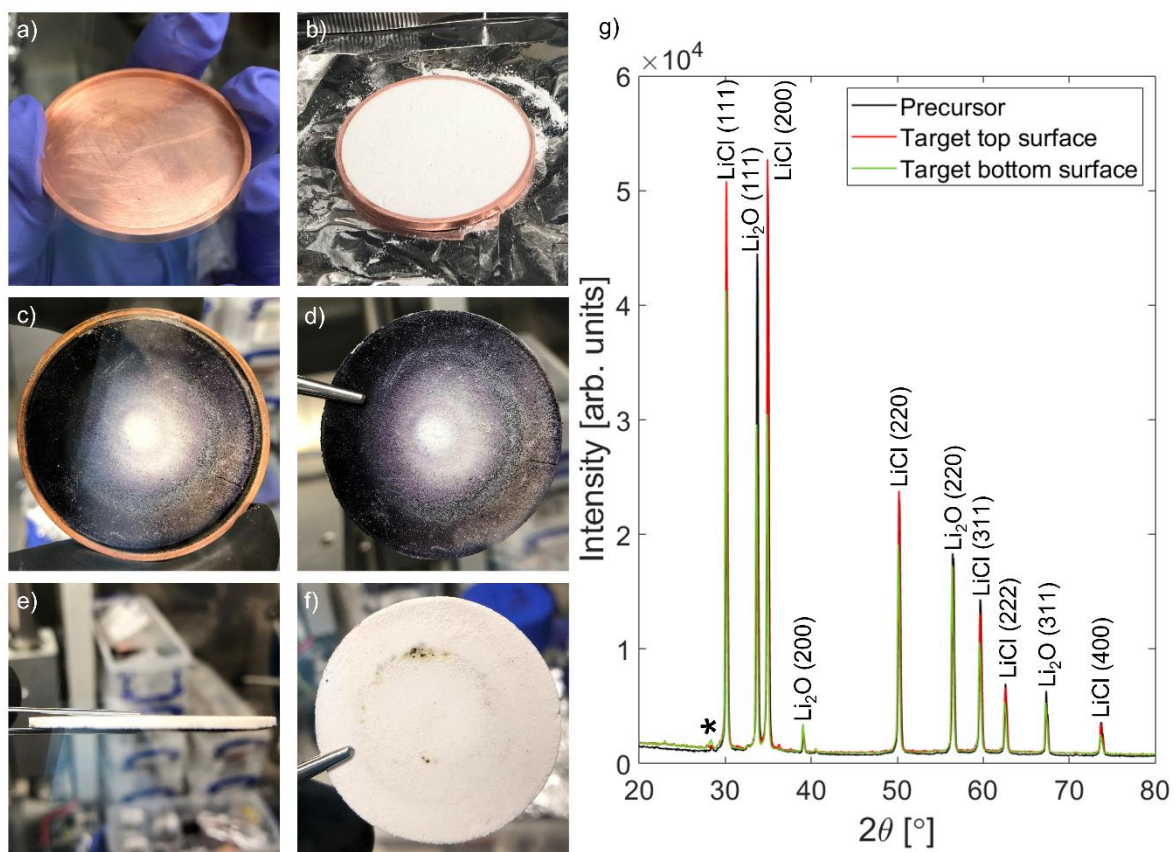 a)
b)
c)
d)
e)
f)
g)
×10⁴
6
5
4
3
2
1
0
Intensity [arb. units]
Precursor
Target top surface
Target bottom surface
LiCl (111)
Li₂O (111)
LiCl (200)
*
Li₂O (200)
LiCl (220)
Li₂O (220)
LiCl (311)
LiCl (222)
Li₂O (311)
LiCl (400)
20 30 40 50 60 70 80
2θ [°]